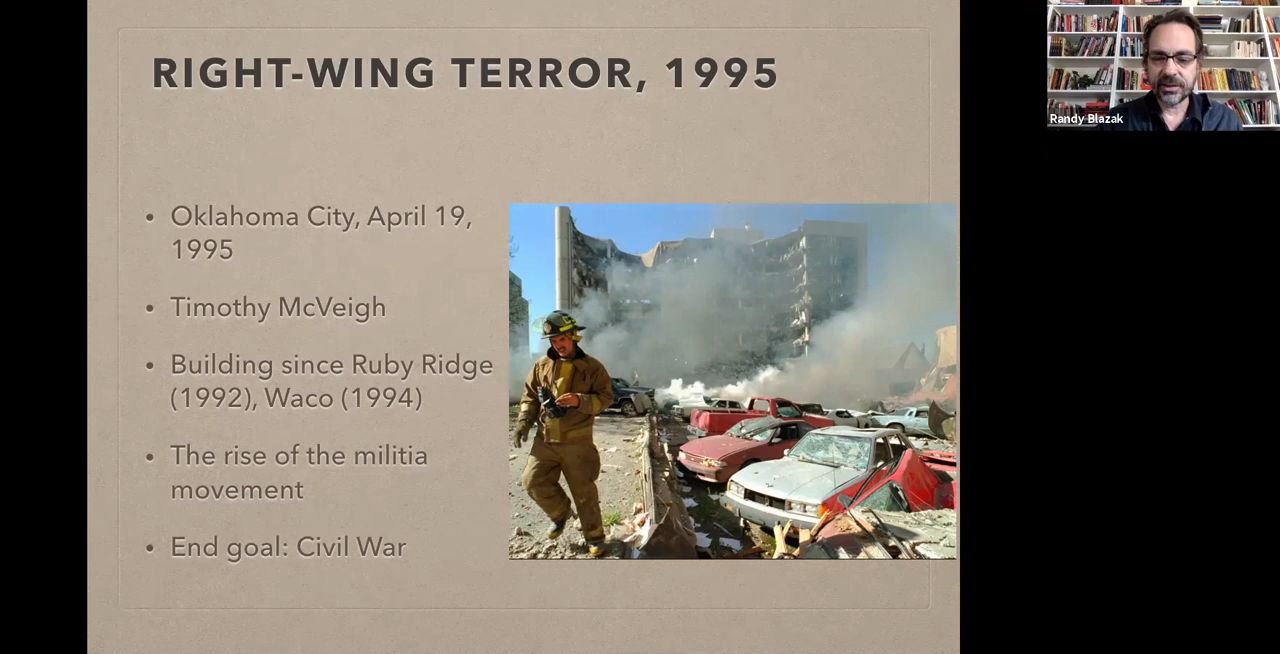 RIGHT-WING TERROR, 1995
Randy Blazak
• Oklahoma City, April 19,
1995
• Timothy McVeigh
• Building since Ruby Ridge
(1992), Waco (1994)
• The rise of the militia
movement
• End goal: Civil War